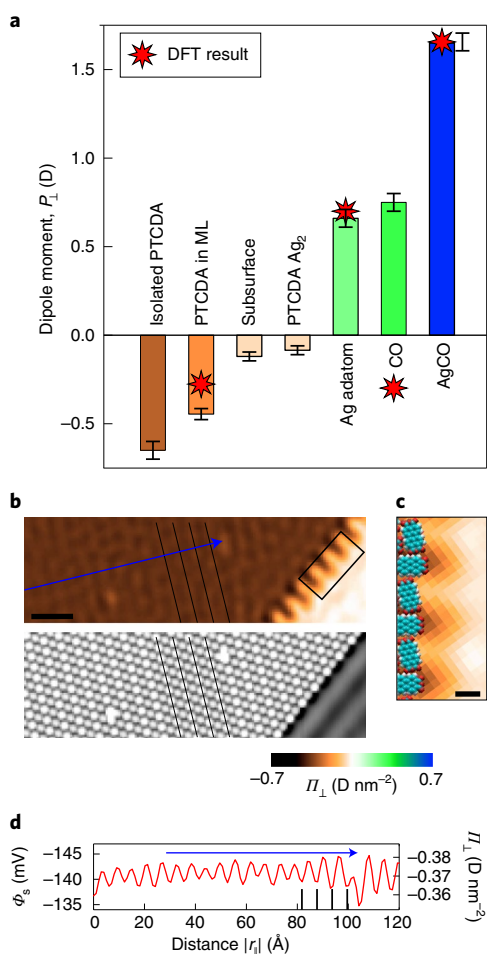 a
DFT result
Dipole moment, P⊥ (D)
1.5
1.0
0.5
0.0
−0.5
Isolated PTCDA
PTCDA in ML
Subsurface
PTCDA Ag2
Ag adatom
CO
AgCO
b
c
−0.7
0.7
Π⊥ (D nm−2)
d
Φs (mV)
−145
−140
−135
−0.38
−0.37
−0.36
Π⊥ (D nm−2)
0
20
40
60
80
100
120
Distance |r||| (Å)